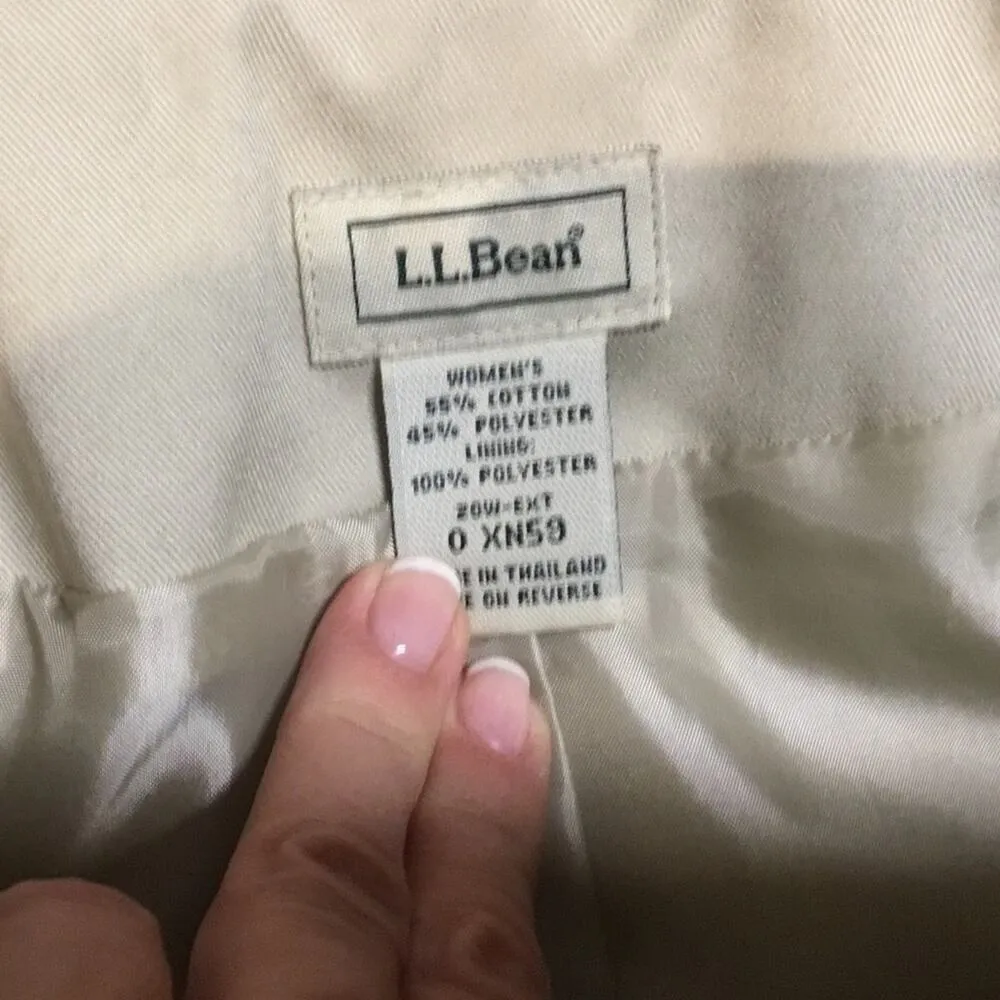 L.L.Bean®
WOMEN'S
55% COTTON
45% POLYESTER
LINING:
100% POLYESTER
20W-EXT
0 XN59
E IN THAILAND
E ON REVERSE